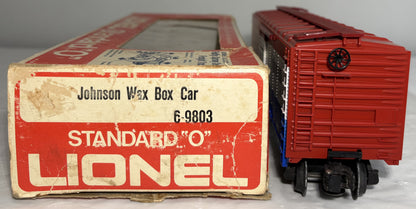 Johnson Wax Box Car
6-9803
STANDARD "O"
LIONEL